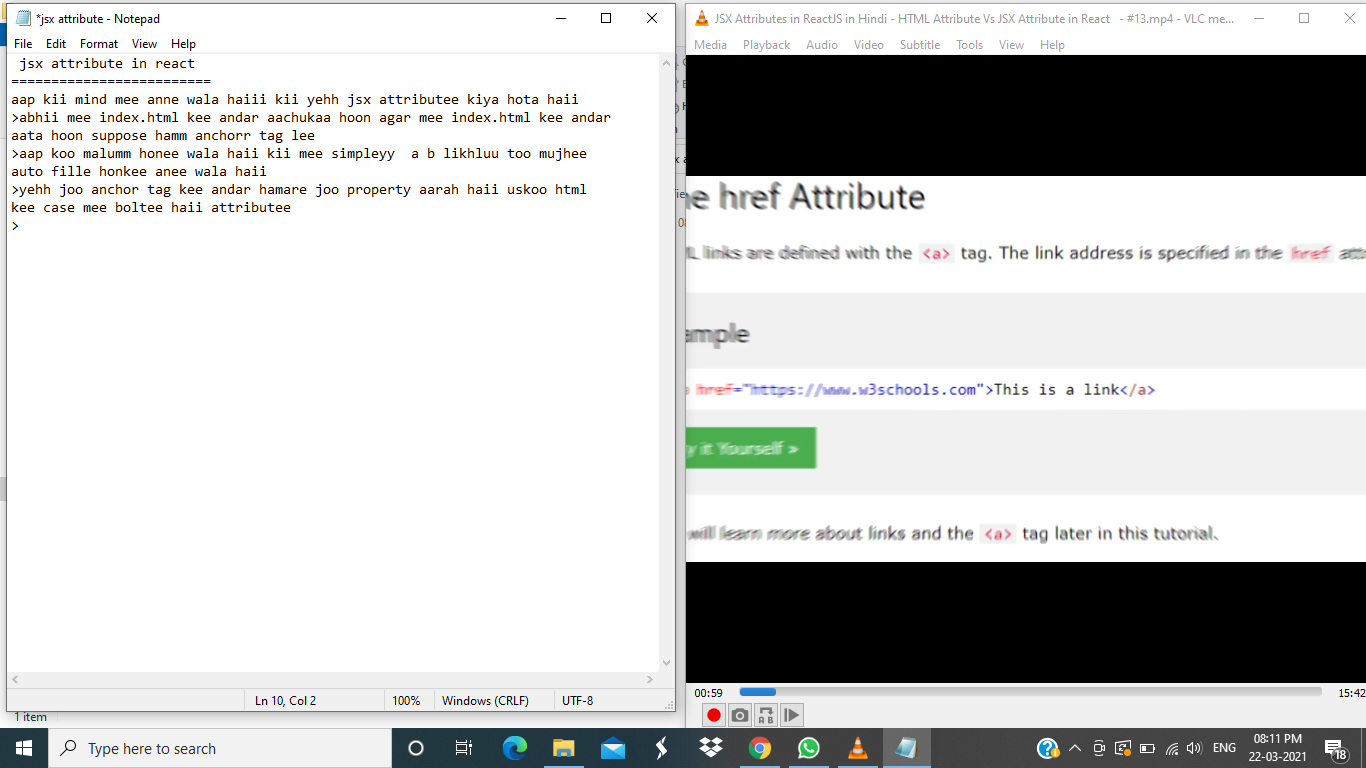 *jsx attribute - Notepad
File Edit Format View Help
jsx attribute in react
=========================
aap kii mind mee anne wala haiii kii yehh jsx attributee kiya hota haii
>abhii mee index.html kee andar aachukaa hoon agar mee index.html kee andar
aata hoon suppose hamm anchorr tag lee
>aap koo malumm honee wala haii kii mee simpleyy  a b likhluu too mujhee
auto fille honkee anee wala haii
>yehh joo anchor tag kee andar hamare joo property aarah haii uskoo html
kee case mee boltee haii attributee
>
Ln 10, Col 2 100% Windows (CRLF) UTF-8
1 item
JSX Attributes in ReactJS in Hindi - HTML Attribute Vs JSX Attribute in React - #13.mp4 - VLC me...
Media Playback Audio Video Subtitle Tools View Help
e href Attribute
L links are defined with the <a> tag. The link address is specified in the href attr
ample
href="https://www.w3schools.com">This is a link</a>
y it Yourself »
will learn more about links and the <a> tag later in this tutorial.
00:59 15:42
A B
Type here to search
ENG
08:11 PM
22-03-2021
18